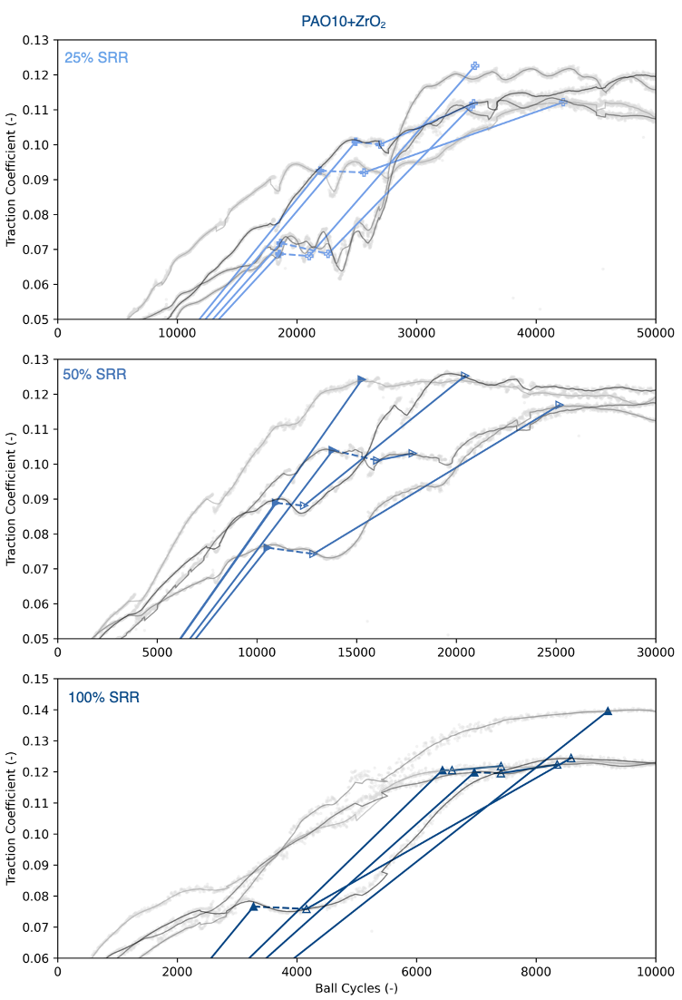 PAO10+ZrO₂
0.13
25% SRR
0.12
0.11
0.10
0.09
0.08
0.07
0.06
0.05
Traction Coefficient (-)
0 10000 20000 30000 40000 50000
0.13
50% SRR
0.12
0.11
0.10
0.09
0.08
0.07
0.06
0.05
Traction Coefficient (-)
0 5000 10000 15000 20000 25000 30000
0.15
100% SRR
0.14
0.13
0.12
0.11
0.10
0.09
0.08
0.07
0.06
Traction Coefficient (-)
0 2000 4000 6000 8000 10000
Ball Cycles (-)